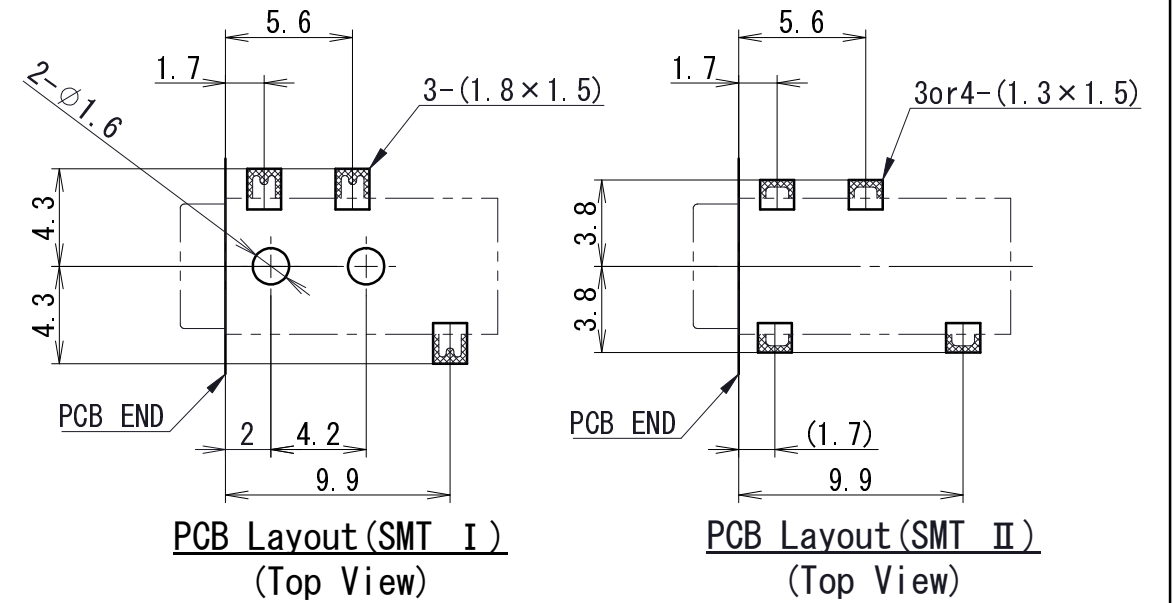 5.6
1.7
2-∅1.6
3-(1.8×1.5)
4.3
4.3
PCB END
2
4.2
9.9
PCB Layout(SMT Ⅰ)
(Top View)
5.6
1.7
3or4-(1.3×1.5)
3.8
3.8
PCB END
(1.7)
9.9
PCB Layout(SMT Ⅱ)
(Top View)